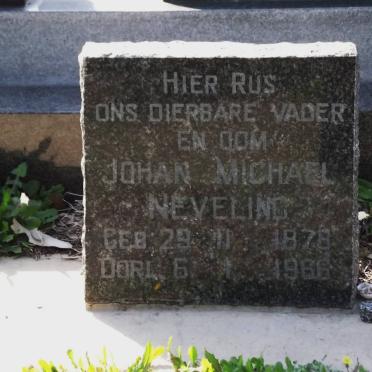 HIER RUS
ONS DIERBARE VADER
EN OOM
JOHAN MICHAEL
NEVELING
GEB. 29 11 1878
OORL. 6 1 1966